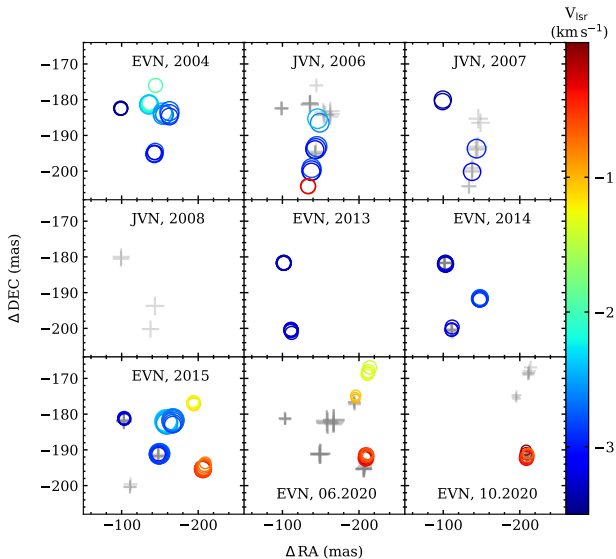 V_lsr
(km s⁻¹)
EVN, 2004
JVN, 2006
JVN, 2007
−170
−180
−190
−200
−1
JVN, 2008
EVN, 2013
EVN, 2014
−170
−180
−190
−200
Δ DEC (mas)
−2
EVN, 2015
EVN, 06.2020
EVN, 10.2020
−170
−180
−190
−200
−3
−100 −200 −100 −200 −100 −200
Δ RA (mas)